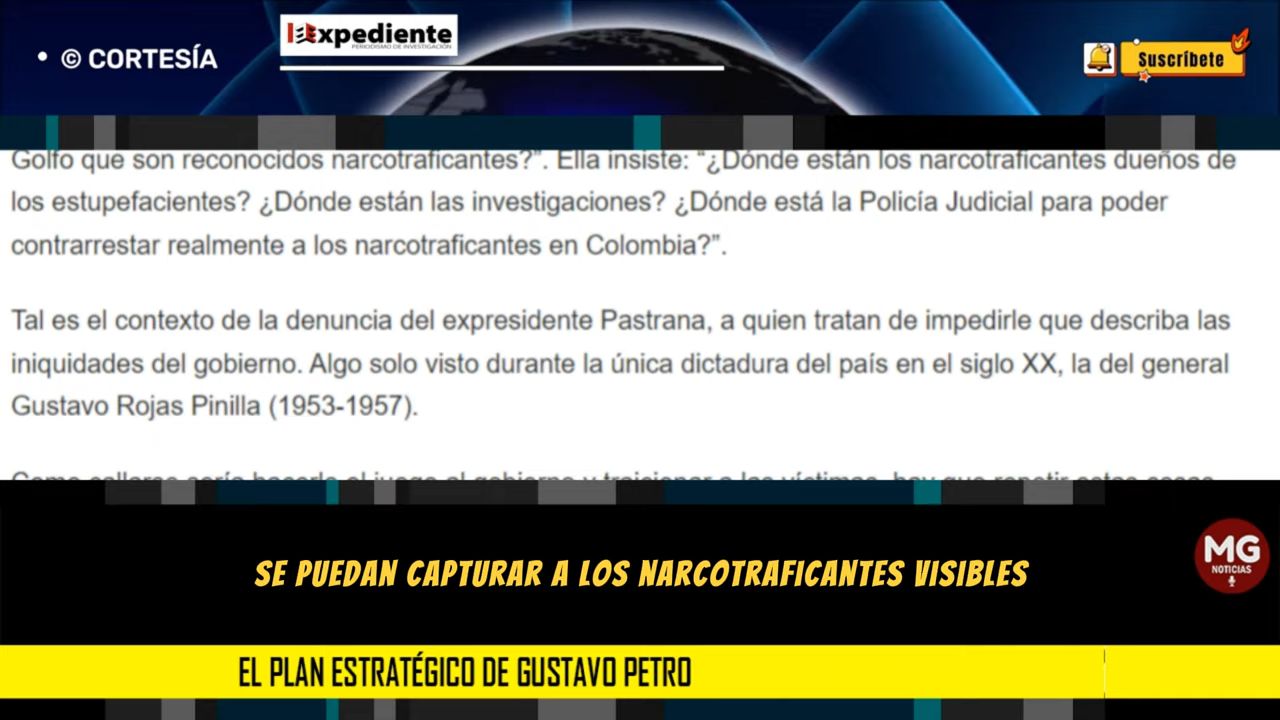 • © CORTESÍA
Expediente
PERIODISMO DE INVESTIGACIÓN
Suscríbete
Golfo que son reconocidos narcotraficantes?”. Ella insiste: “¿Dónde están los narcotraficantes dueños de
los estupefacientes? ¿Dónde están las investigaciones? ¿Dónde está la Policía Judicial para poder
contrarrestar realmente a los narcotraficantes en Colombia?”.
Tal es el contexto de la denuncia del expresidente Pastrana, a quien tratan de impedirle que describa las
iniquidades del gobierno. Algo solo visto durante la única dictadura del país en el siglo XX, la del general
Gustavo Rojas Pinilla (1953-1957).
SE PUEDAN CAPTURAR A LOS NARCOTRAFICANTES VISIBLES
MG
NOTICIAS
EL PLAN ESTRATÉGICO DE GUSTAVO PETRO